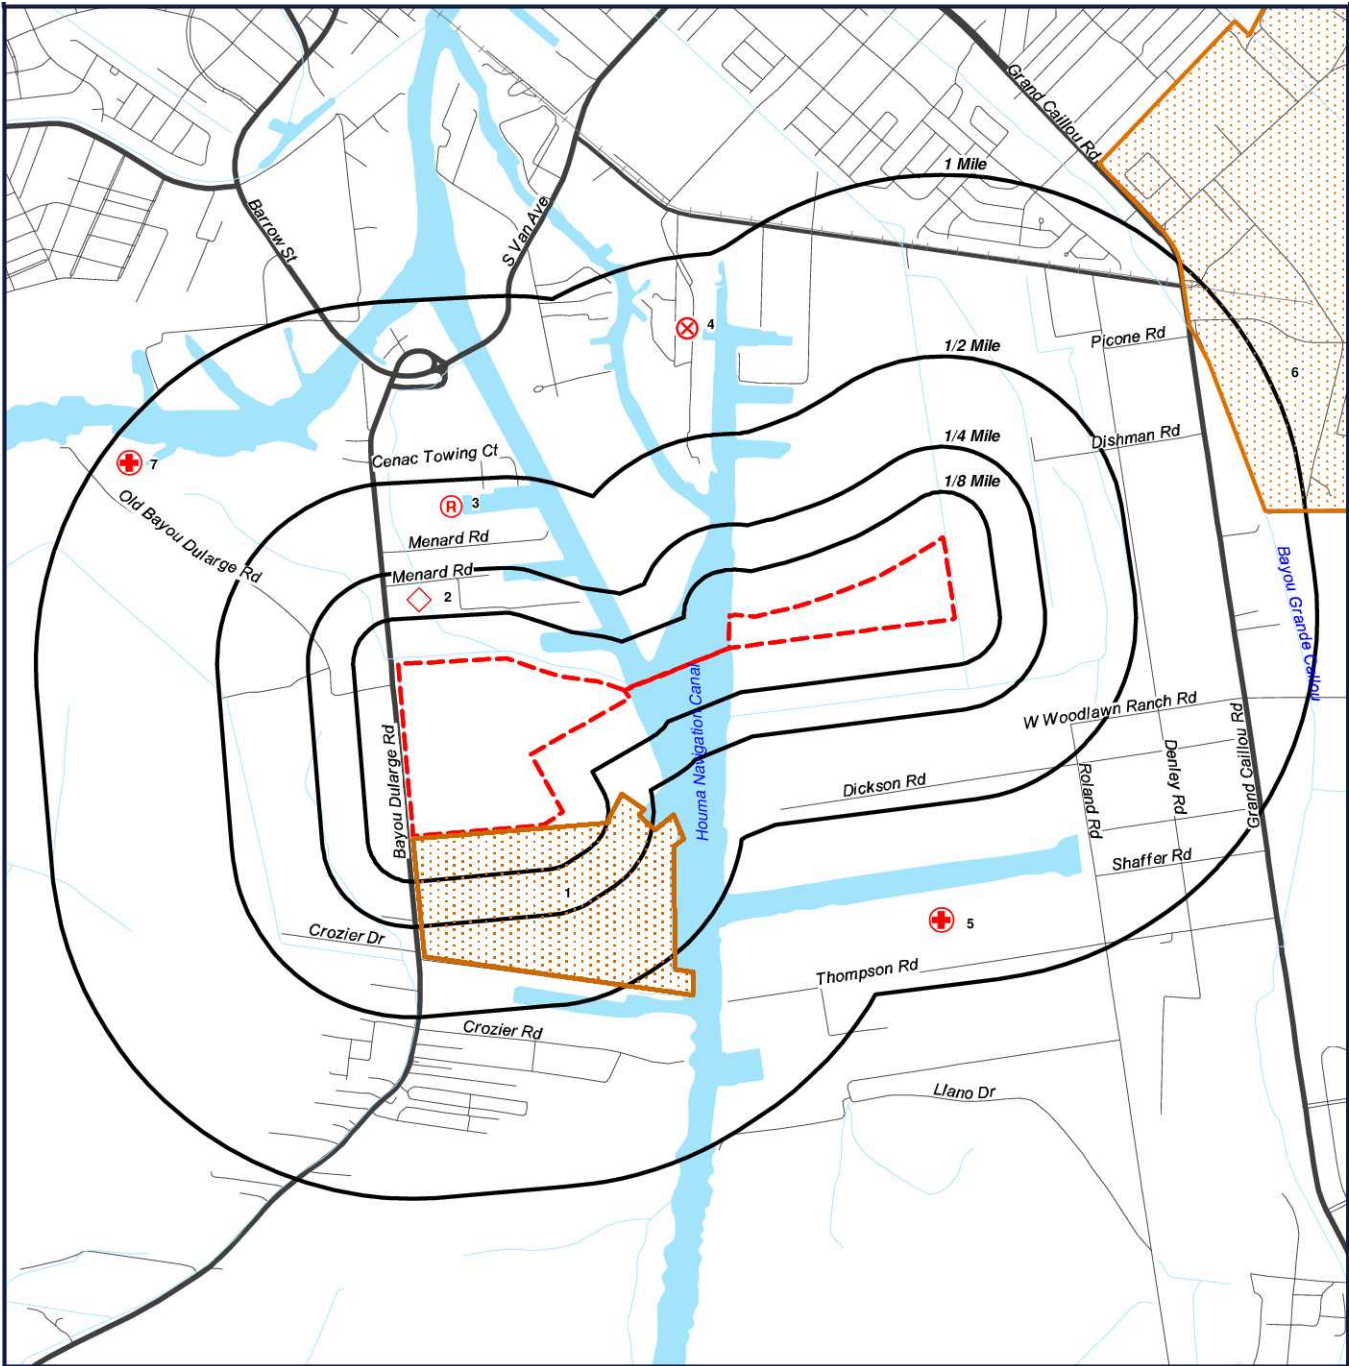 Grand Caillou Rd
1 Mile
Barrow St
S Van Ave
4
Picone Rd
1/2 Mile
6
Dishman Rd
1/4 Mile
Cenac Towing Ct
7
1/8 Mile
Old Bayou Dularge Rd
R
3
Menard Rd
Menard Rd
2
Bayou Grande Caillou
Houma Navigation Canal
W Woodlawn Ranch Rd
Bayou Dularge Rd
Grand Caillou Rd
Denley Rd
Roland Rd
Dickson Rd
Shaffer Rd
1
5
Crozier Dr
Thompson Rd
Crozier Rd
Llano Dr